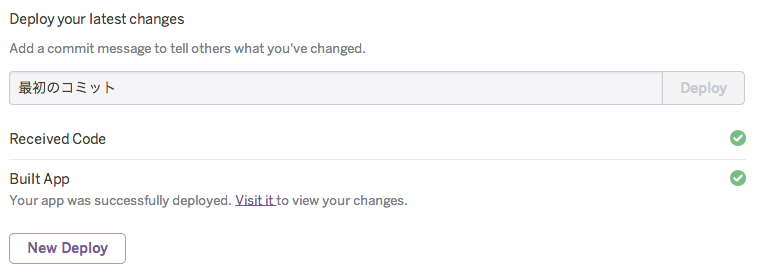 Deploy your latest changes
Add a commit message to tell others what you've changed.
最初のコミット
Deploy
Received Code
Built App
Your app was successfully deployed. Visit it to view your changes.
New Deploy